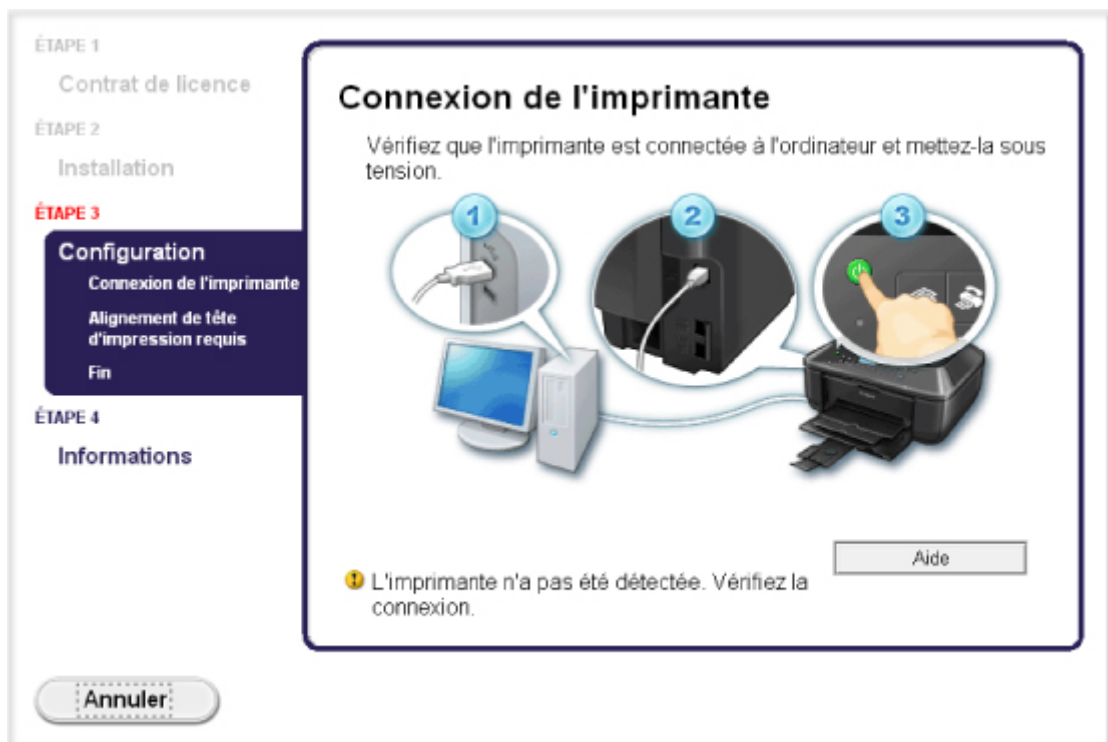 ÉTAPE 1
Contrat de licence
ÉTAPE 2
Installation
ÉTAPE 3
Configuration
Connexion de l'imprimante
Alignement de tête
d'impression requis
Fin
ÉTAPE 4
Informations
Connexion de l'imprimante
Vérifiez que l'imprimante est connectée à l'ordinateur et mettez-la sous
tension.
1
2
3
Aide
L'imprimante n'a pas été détectée. Vérifiez la
connexion.
Annuler